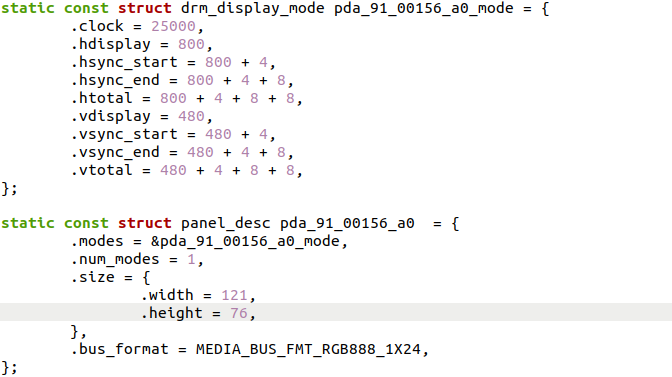 static const struct drm_display_mode pda_91_00156_a0_mode = {
        .clock = 25000,
        .hdisplay = 800,
        .hsync_start = 800 + 4,
        .hsync_end = 800 + 4 + 8,
        .htotal = 800 + 4 + 8 + 8,
        .vdisplay = 480,
        .vsync_start = 480 + 4,
        .vsync_end = 480 + 4 + 8,
        .vtotal = 480 + 4 + 8 + 8,
};

static const struct panel_desc pda_91_00156_a0  = {
        .modes = &pda_91_00156_a0_mode,
        .num_modes = 1,
        .size = {
                .width = 121,
                .height = 76,
        },
        .bus_format = MEDIA_BUS_FMT_RGB888_1X24,
};